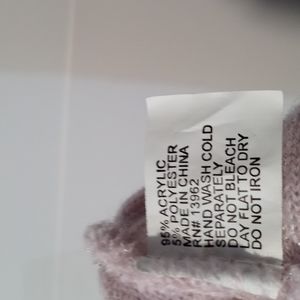 95% ACRYLIC
5% POLYESTER
MADE IN CHINA
RN# 13962
HAND WASH COLD
SEPARATELY
DO NOT BLEACH
LAY FLAT TO DRY
DO NOT IRON